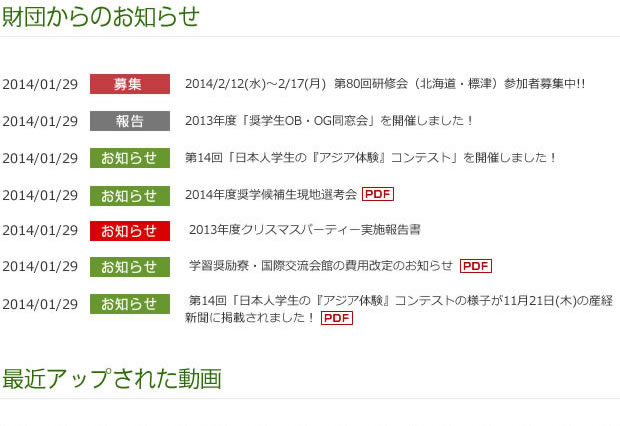 財団からのお知らせ
2014/01/29 募集 2014/2/12(水)～2/17(月) 第80回研修会（北海道・標津）参加者募集中!!
2014/01/29 報告 2013年度「奨学生OB・OG同窓会」を開催しました！
2014/01/29 お知らせ 第14回「日本人学生の『アジア体験』コンテスト」を開催しました！
2014/01/29 お知らせ 2014年度奨学候補生現地選考会 PDF
2014/01/29 お知らせ 2013年度クリスマスパーティー実施報告書
2014/01/29 お知らせ 学習奨励寮・国際交流会館の費用改定のお知らせ PDF
2014/01/29 お知らせ 第14回「日本人学生の『アジア体験』コンテストの様子が11月21日(木)の産経
新聞に掲載されました！ PDF
最近アップされた動画